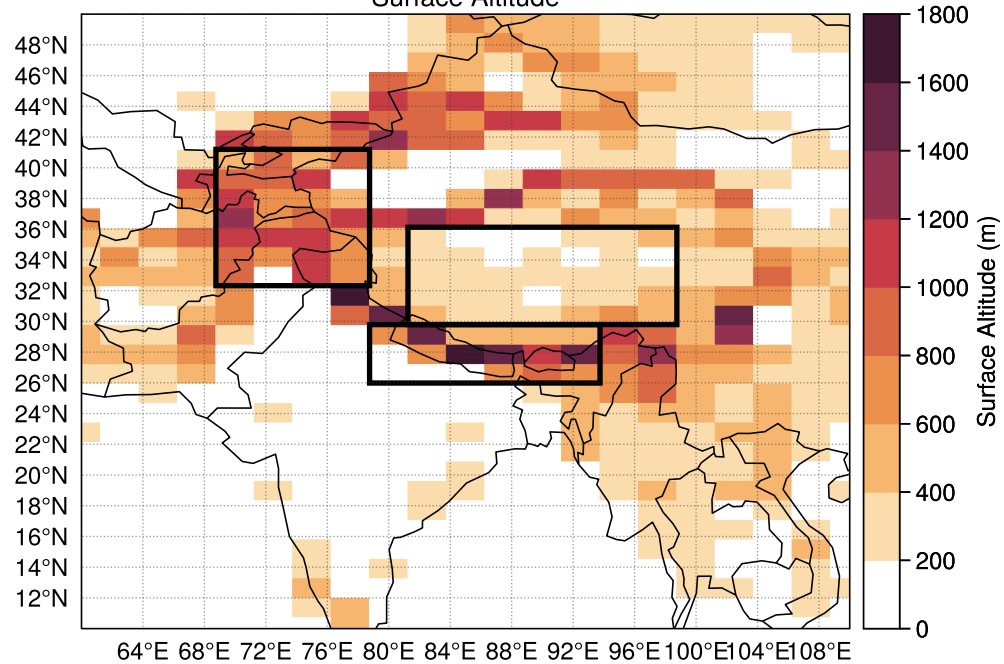 Surface Altitude
48°N
46°N
44°N
42°N
40°N
38°N
36°N
34°N
32°N
30°N
28°N
26°N
24°N
22°N
20°N
18°N
16°N
14°N
12°N
64°E 68°E 72°E 76°E 80°E 84°E 88°E 92°E 96°E 100°E 104°E 108°E
1800
1600
1400
1200
1000
800
600
400
200
0
Surface Altitude (m)